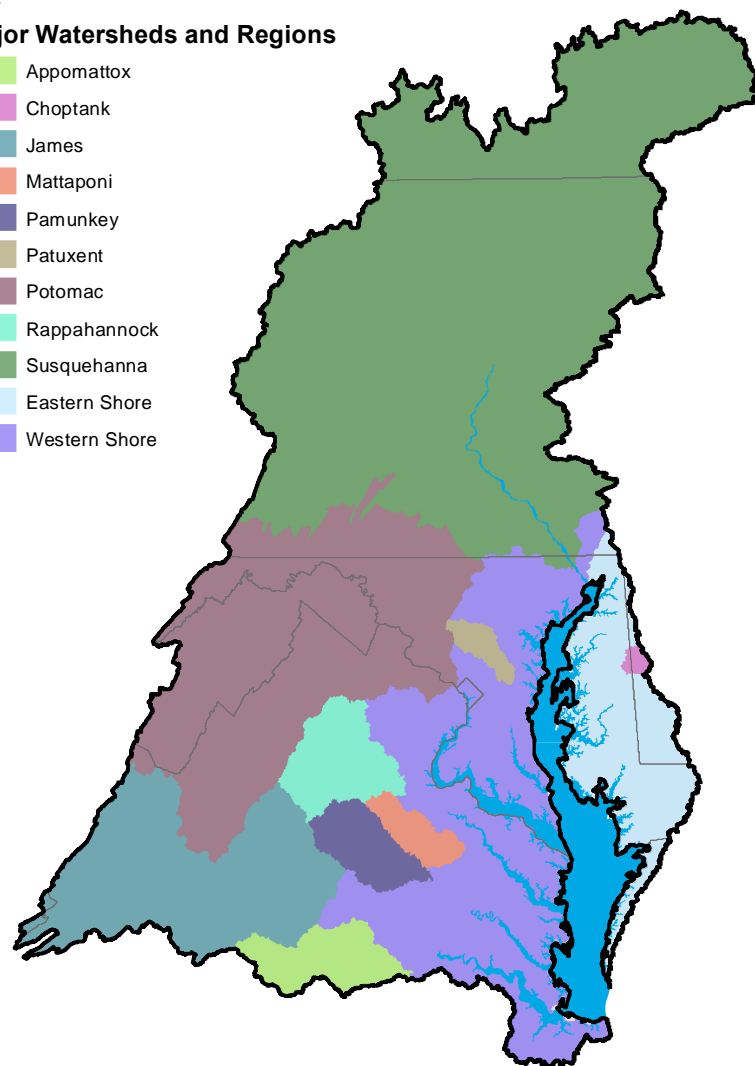 jor Watersheds and Regions
Appomattox
Choptank
James
Mattaponi
Pamunkey
Patuxent
Potomac
Rappahannock
Susquehanna
Eastern Shore
Western Shore